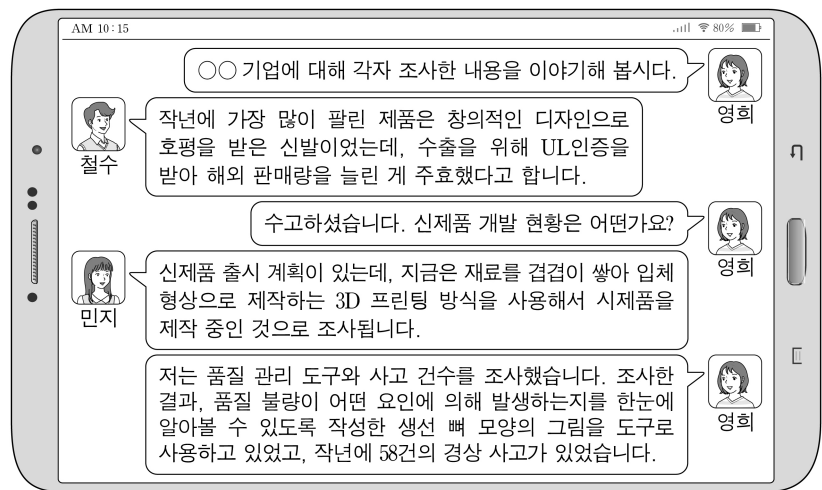 AM 10:15
80%
○○ 기업에 대해 각자 조사한 내용을 이야기해 봅시다.
영희
작년에 가장 많이 팔린 제품은 창의적인 디자인으로
호평을 받은 신발이었는데, 수출을 위해 UL인증을
받아 해외 판매량을 늘린 게 주효했다고 합니다.
철수
수고하셨습니다. 신제품 개발 현황은 어떤가요?
영희
신제품 출시 계획이 있는데, 지금은 재료를 겹겹이 쌓아 입체
형상으로 제작하는 3D 프린팅 방식을 사용해서 시제품을
제작 중인 것으로 조사됩니다.
민지
저는 품질 관리 도구와 사고 건수를 조사했습니다. 조사한
결과, 품질 불량이 어떤 요인에 의해 발생하는지를 한눈에
알아볼 수 있도록 작성한 생선 뼈 모양의 그림을 도구로
사용하고 있었고, 작년에 58건의 경상 사고가 있었습니다.
영희